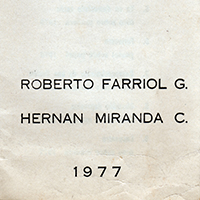 ROBERTO FARRIOL G.
HERNAN MIRANDA C.
1977